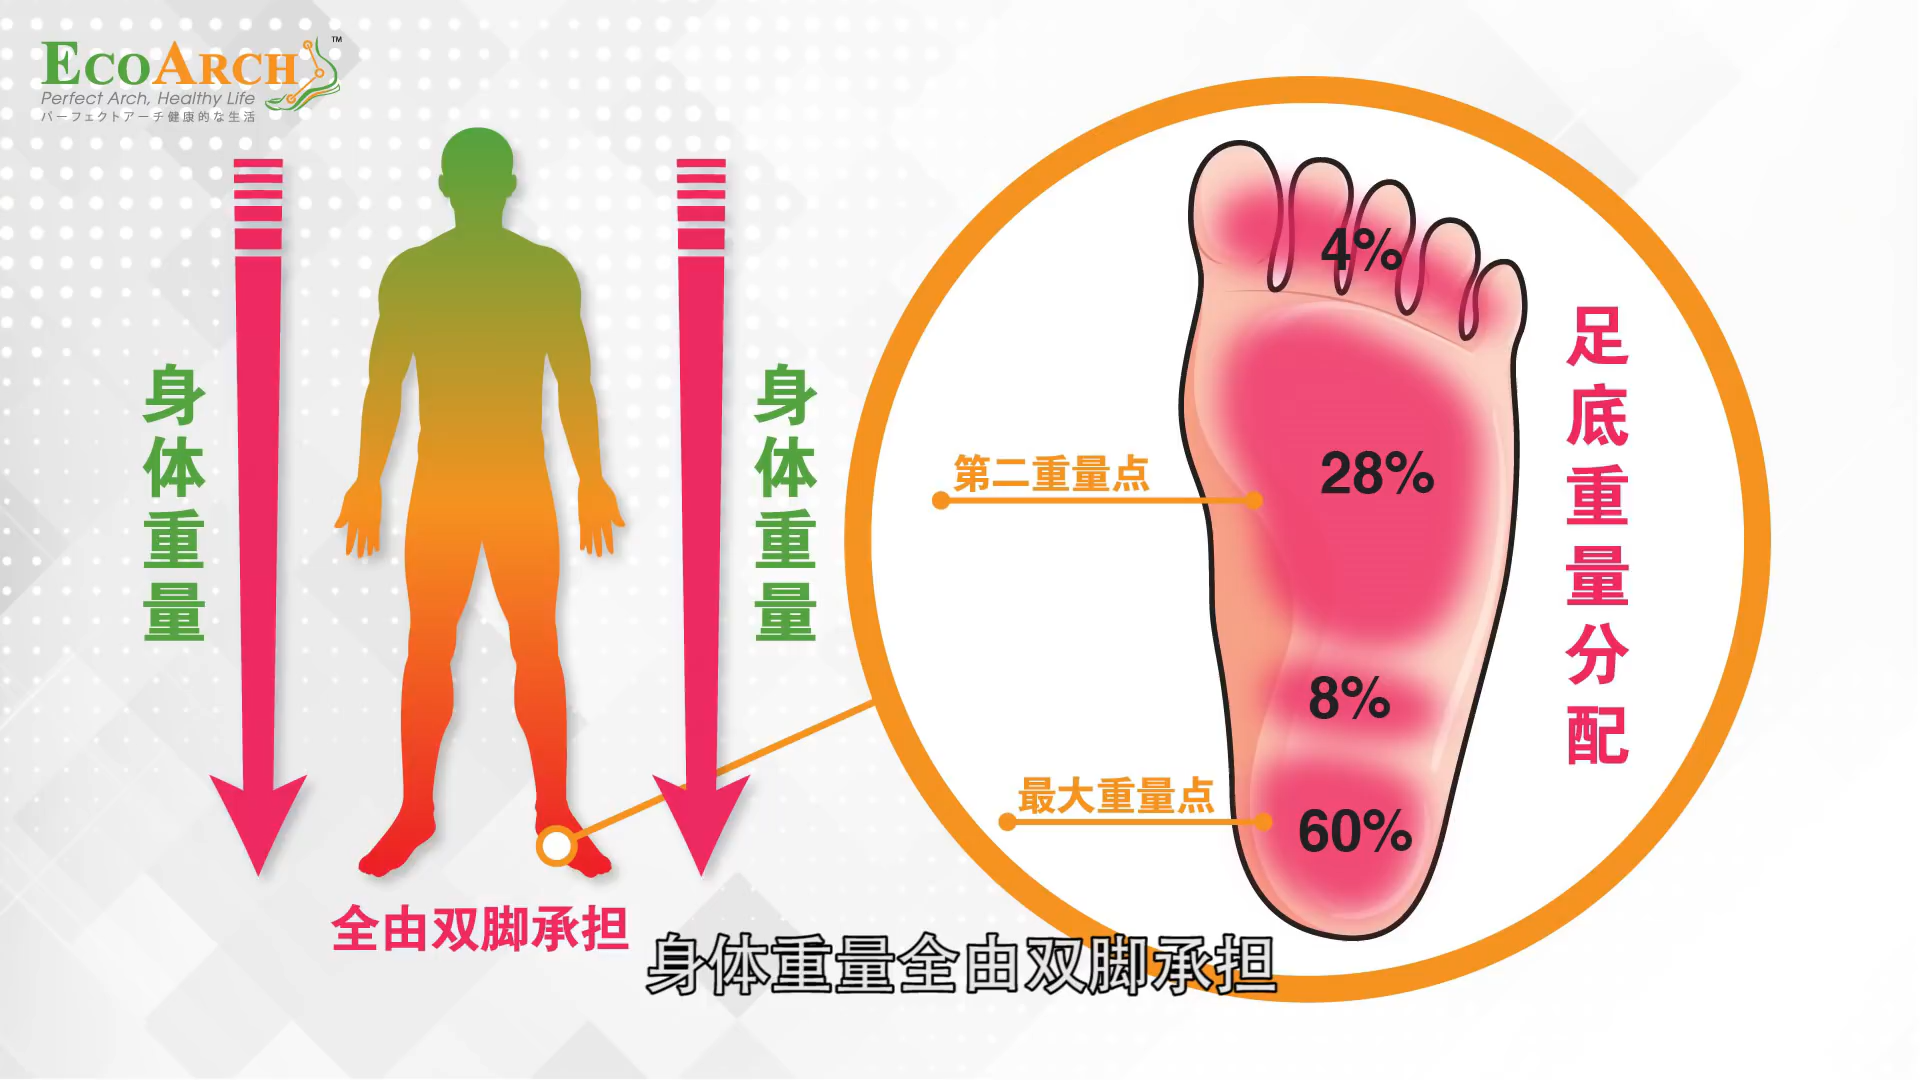 ECOARCH™
Perfect Arch, Healthy Life
パーフェクトアーチ健康的な生活
身体重量
身体重量
全由双脚承担
4%
28%
8%
60%
第二重量点
最大重量点
足底重量分配
身体重量全由双脚承担